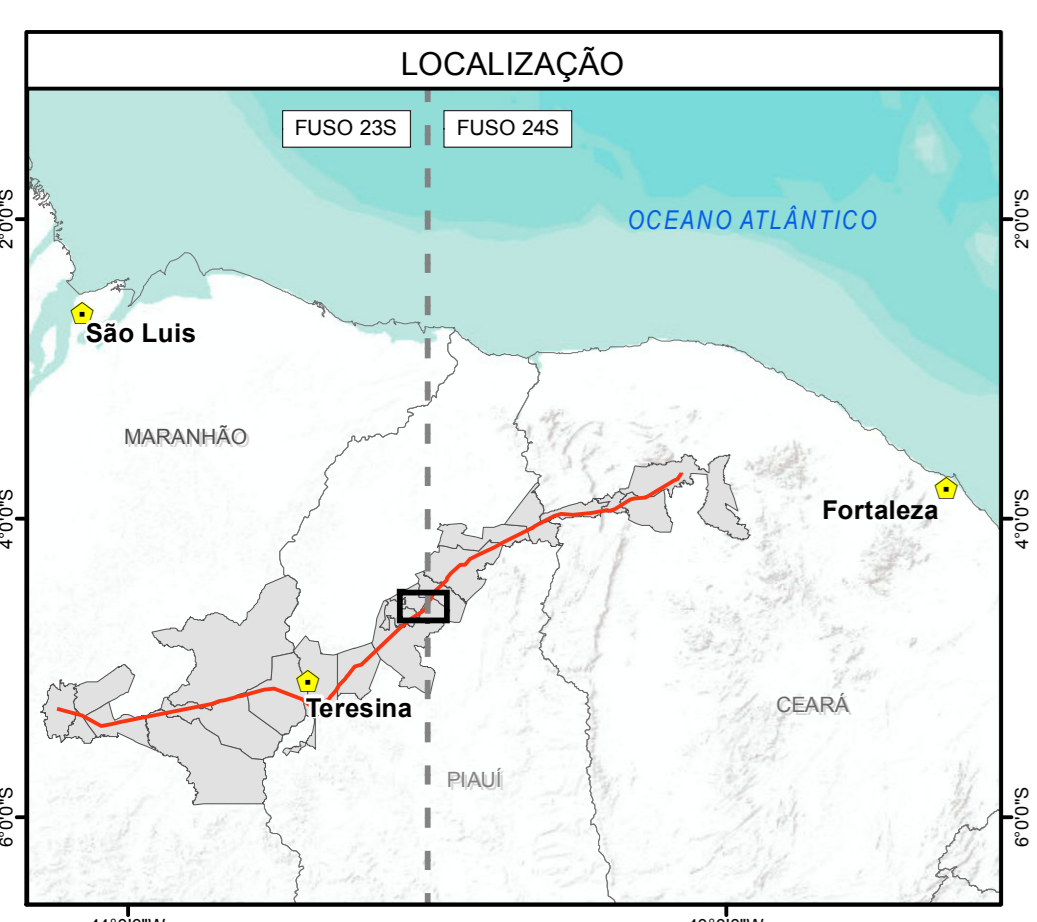 LOCALIZAÇÃO
FUSO 23S
FUSO 24S
2°0'0"S
2°0'0"S
OCEANO ATLÂNTICO
São Luis
MARANHÃO
4°0'0"S
Fortaleza
4°0'0"S
Teresina
CEARÁ
PIAUÍ
6°0'0"S
6°0'0"S